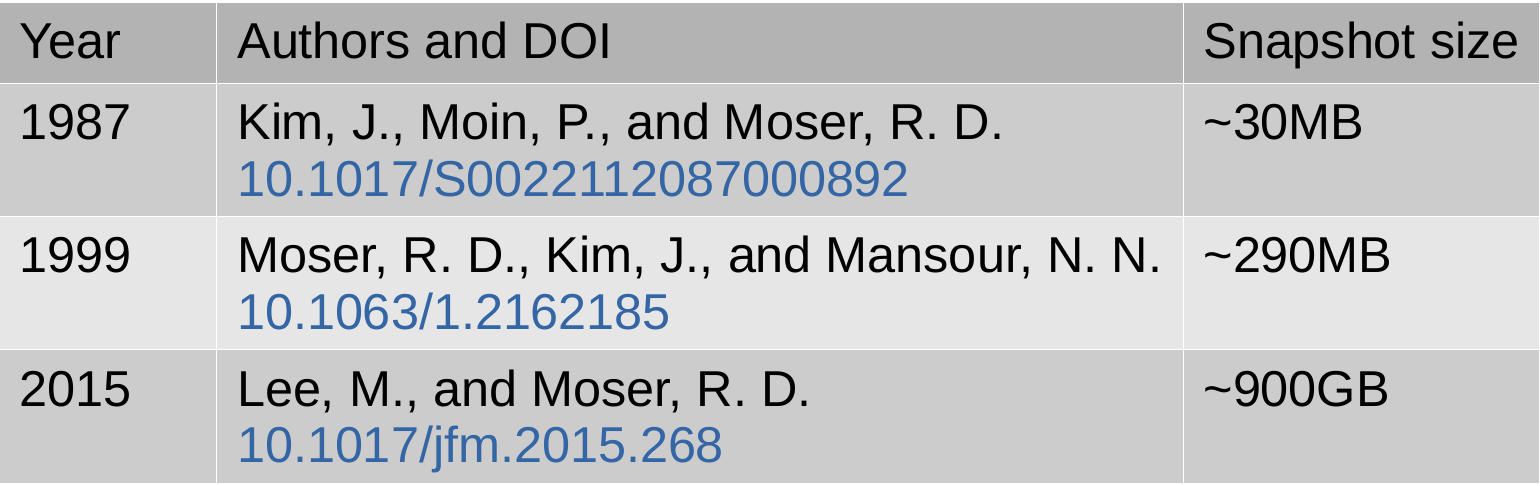 Year Authors and DOI Snapshot size
1987 Kim, J., Moin, P., and Moser, R. D. ~30MB
10.1017/S0022112087000892
1999 Moser, R. D., Kim, J., and Mansour, N. N. ~290MB
10.1063/1.2162185
2015 Lee, M., and Moser, R. D. ~900GB
10.1017/jfm.2015.268